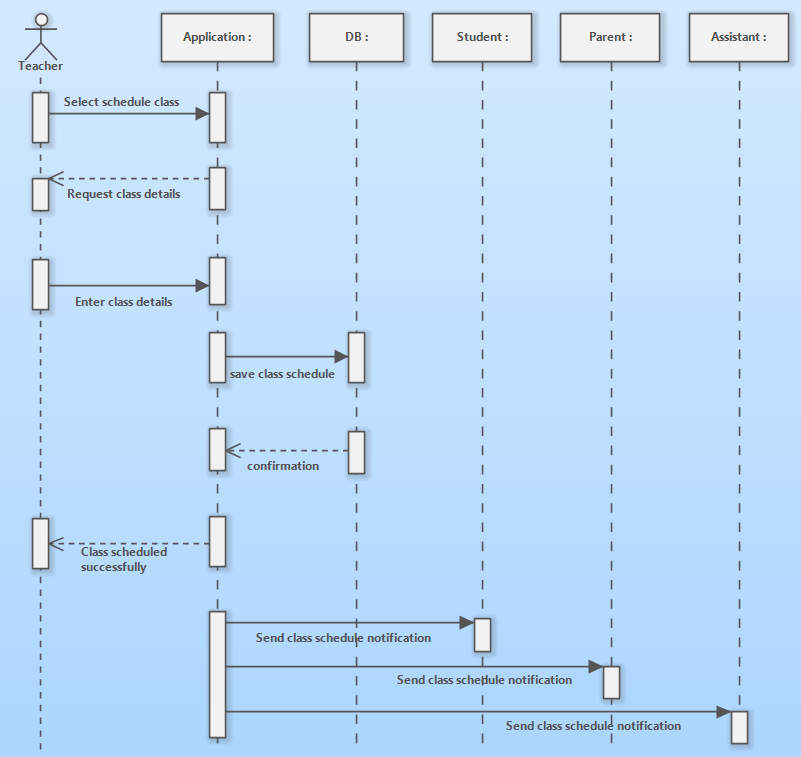 Teacher
Application :
DB :
Student :
Parent :
Assistant :
Select schedule class
Request class details
Enter class details
save class schedule
confirmation
Class scheduled
successfully
Send class schedule notification
Send class schedule notification
Send class schedule notification